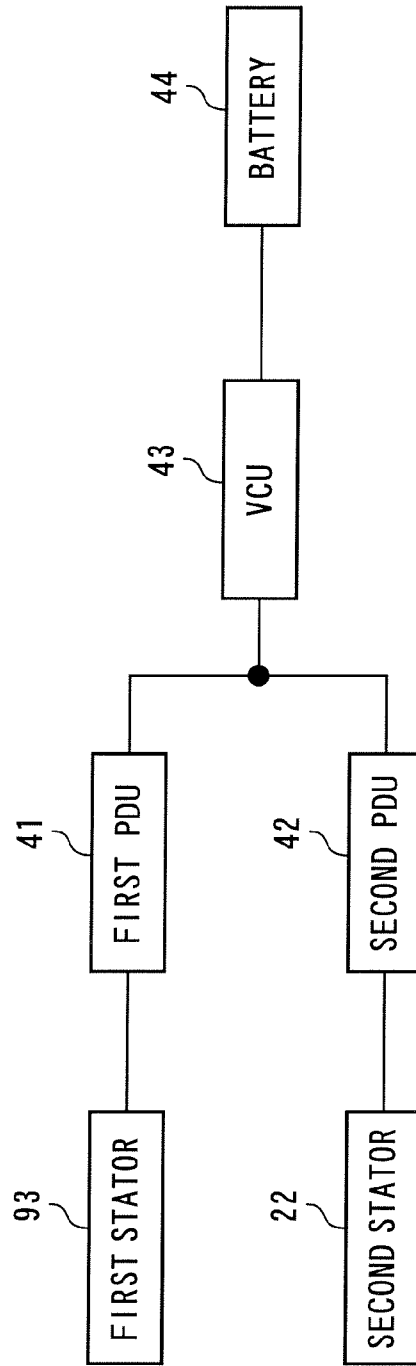 93
FIRST STATOR
41
FIRST PDU
43
VCU
44
BATTERY
22
SECOND STATOR
42
SECOND PDU